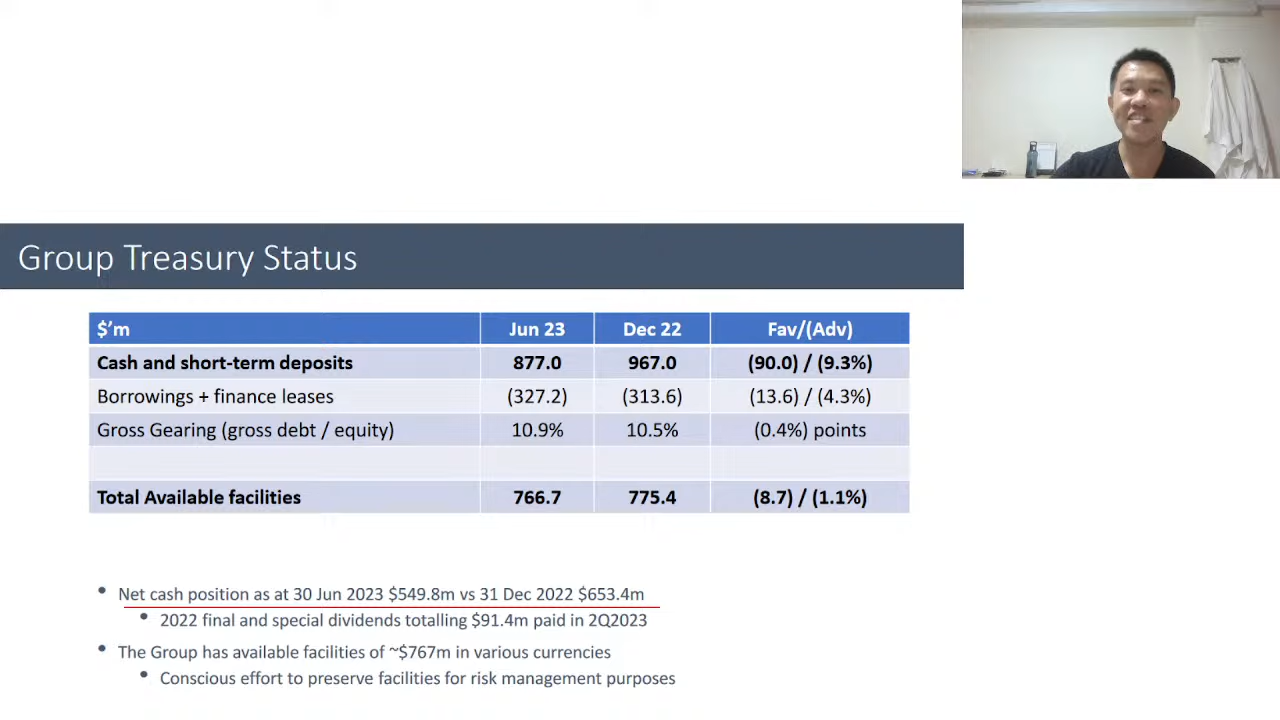 Group Treasury Status
$'m Jun 23 Dec 22 Fav/(Adv)
Cash and short-term deposits 877.0 967.0 (90.0) / (9.3%)
Borrowings + finance leases (327.2) (313.6) (13.6) / (4.3%)
Gross Gearing (gross debt / equity) 10.9% 10.5% (0.4%) points
Total Available facilities 766.7 775.4 (8.7) / (1.1%)
• Net cash position as at 30 Jun 2023 $549.8m vs 31 Dec 2022 $653.4m
• 2022 final and special dividends totalling $91.4m paid in 2Q2023
• The Group has available facilities of ~$767m in various currencies
• Conscious effort to preserve facilities for risk management purposes